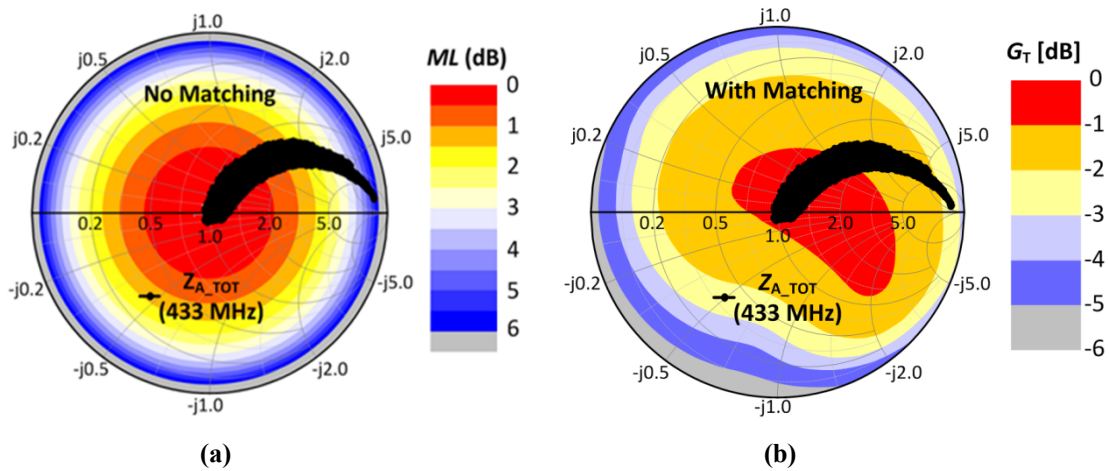 j1.0
j0.5
j2.0
ML (dB)
No Matching
j0.2
j5.0
0.2
0.5
1.0
2.0
5.0
-j0.2
-j5.0
Z_A_TOT
(433 MHz)
-j0.5
-j2.0
-j1.0
0
1
2
3
4
5
6
(a)
j1.0
j0.5
j2.0
G_T [dB]
With Matching
j0.2
j5.0
0.2
0.5
1.0
2.0
5.0
-j0.2
-j5.0
Z_A_TOT
(433 MHz)
-j0.5
-j2.0
-j1.0
0
-1
-2
-3
-4
-5
-6
(b)